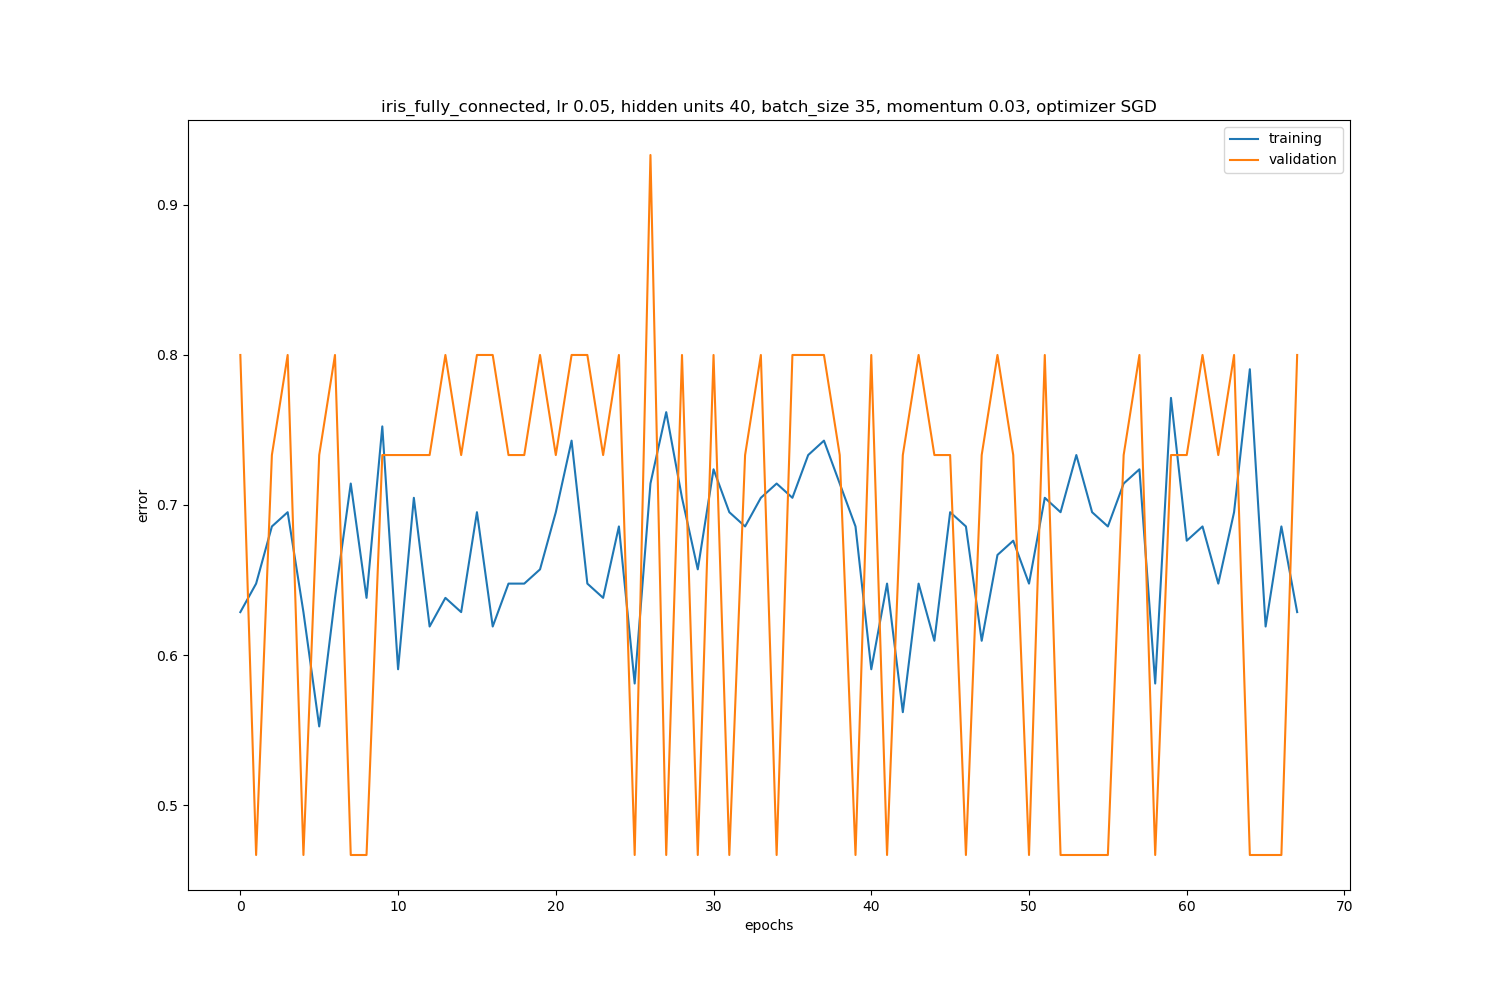 iris_fully_connected, lr 0.05, hidden units 40, batch_size 35, momentum 0.03, optimizer SGD
training
validation
0.9
0.8
0.7
0.6
0.5
error
0 10 20 30 40 50 60 70
epochs